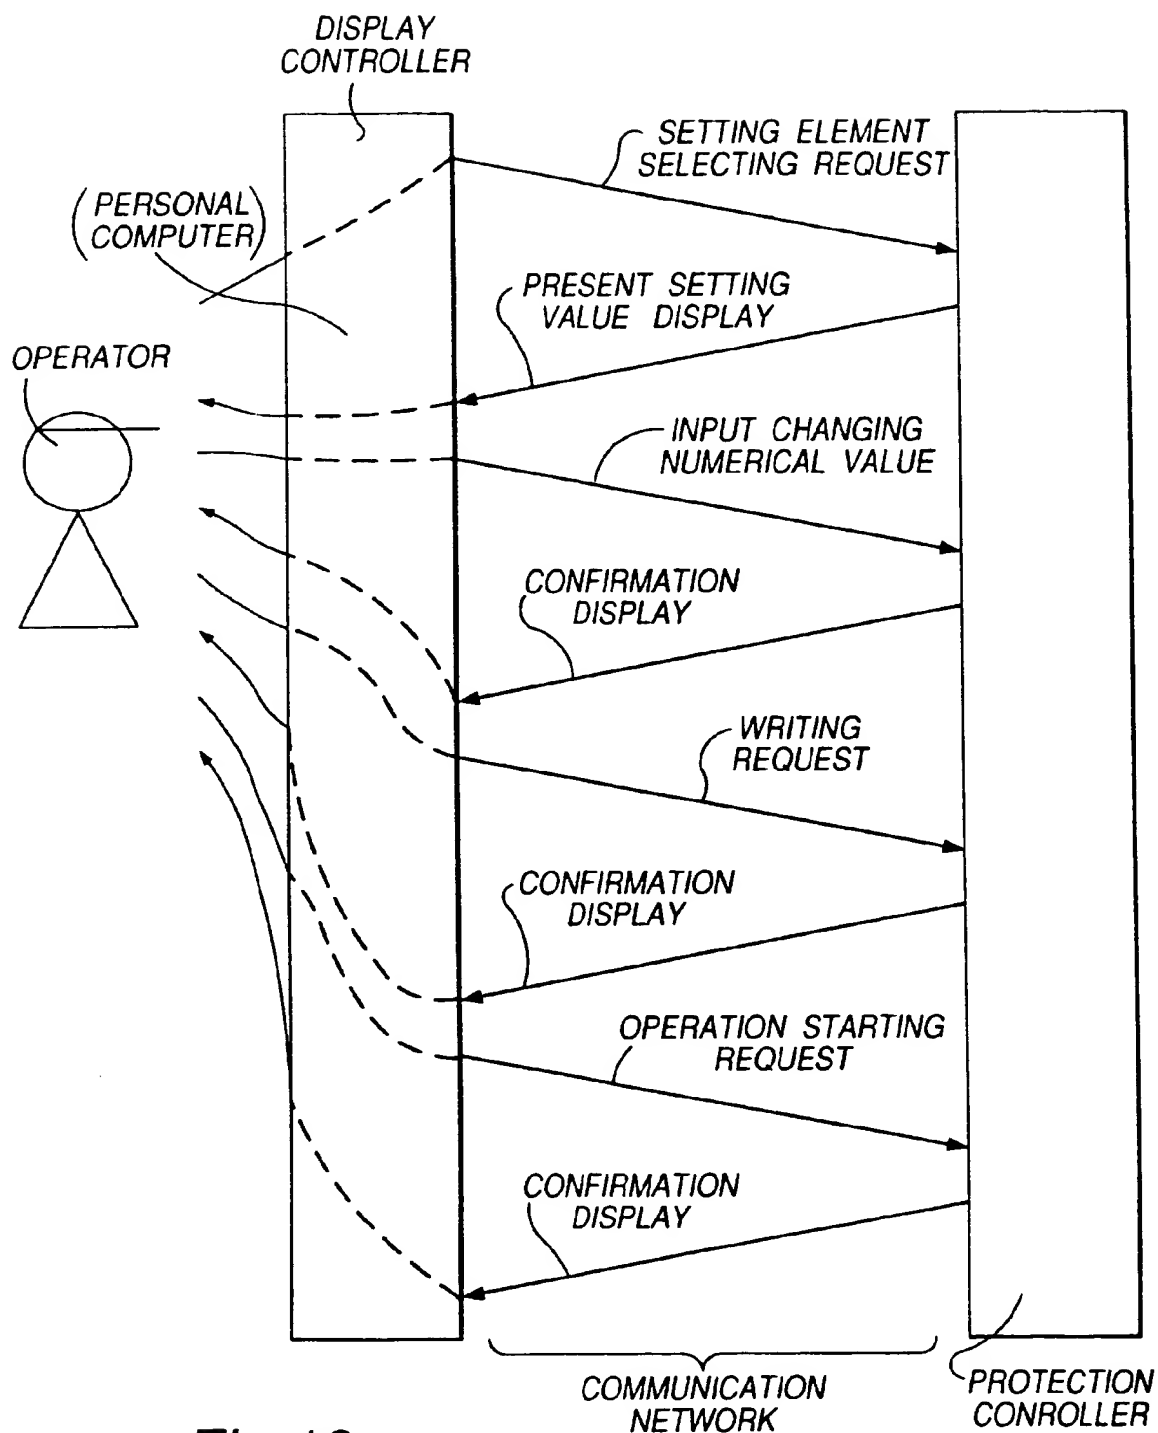 DISPLAY
CONTROLLER
SETTING ELEMENT
SELECTING REQUEST
(PERSONAL
COMPUTER)
PRESENT SETTING
VALUE DISPLAY
OPERATOR
INPUT CHANGING
NUMERICAL VALUE
CONFIRMATION
DISPLAY
WRITING
REQUEST
CONFIRMATION
DISPLAY
OPERATION STARTING
REQUEST
CONFIRMATION
DISPLAY
COMMUNICATION
NETWORK
PROTECTION
CONROLLER